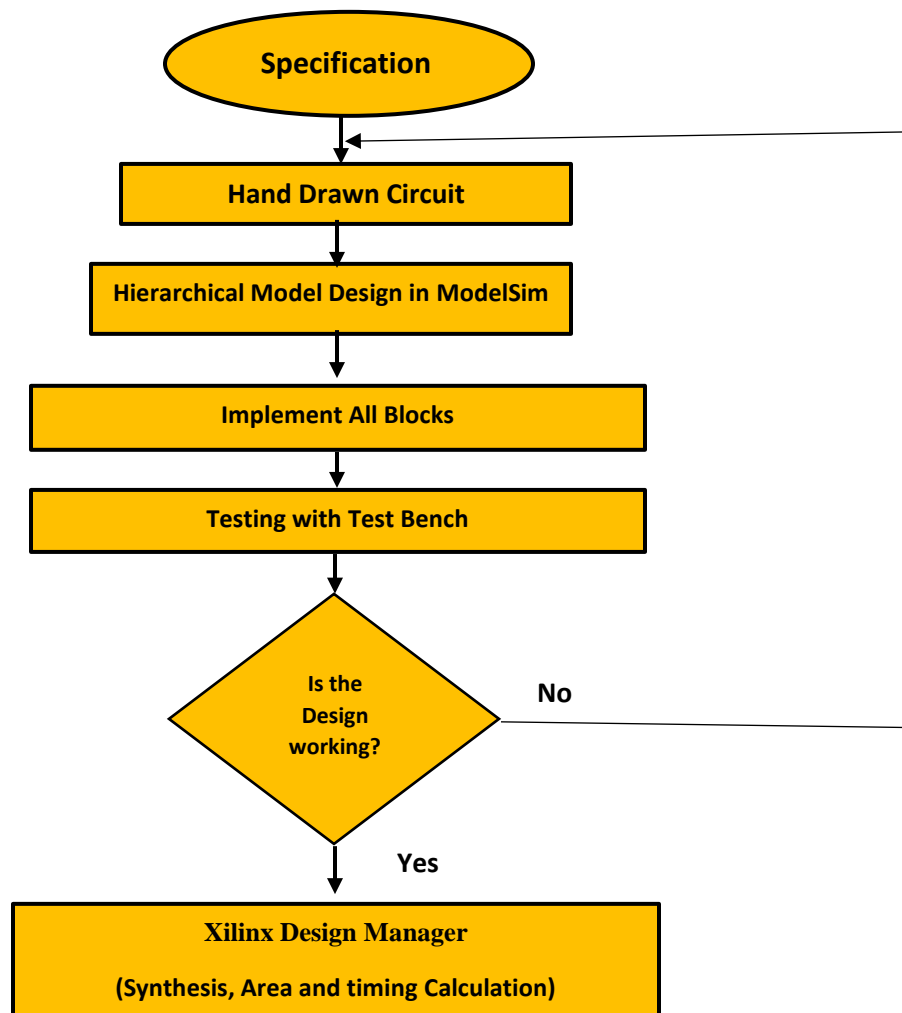 Specification
Hand Drawn Circuit
Hierarchical Model Design in ModelSim
Implement All Blocks
Testing with Test Bench
Is the
Design
working?
No
Yes
Xilinx Design Manager
(Synthesis, Area and timing Calculation)